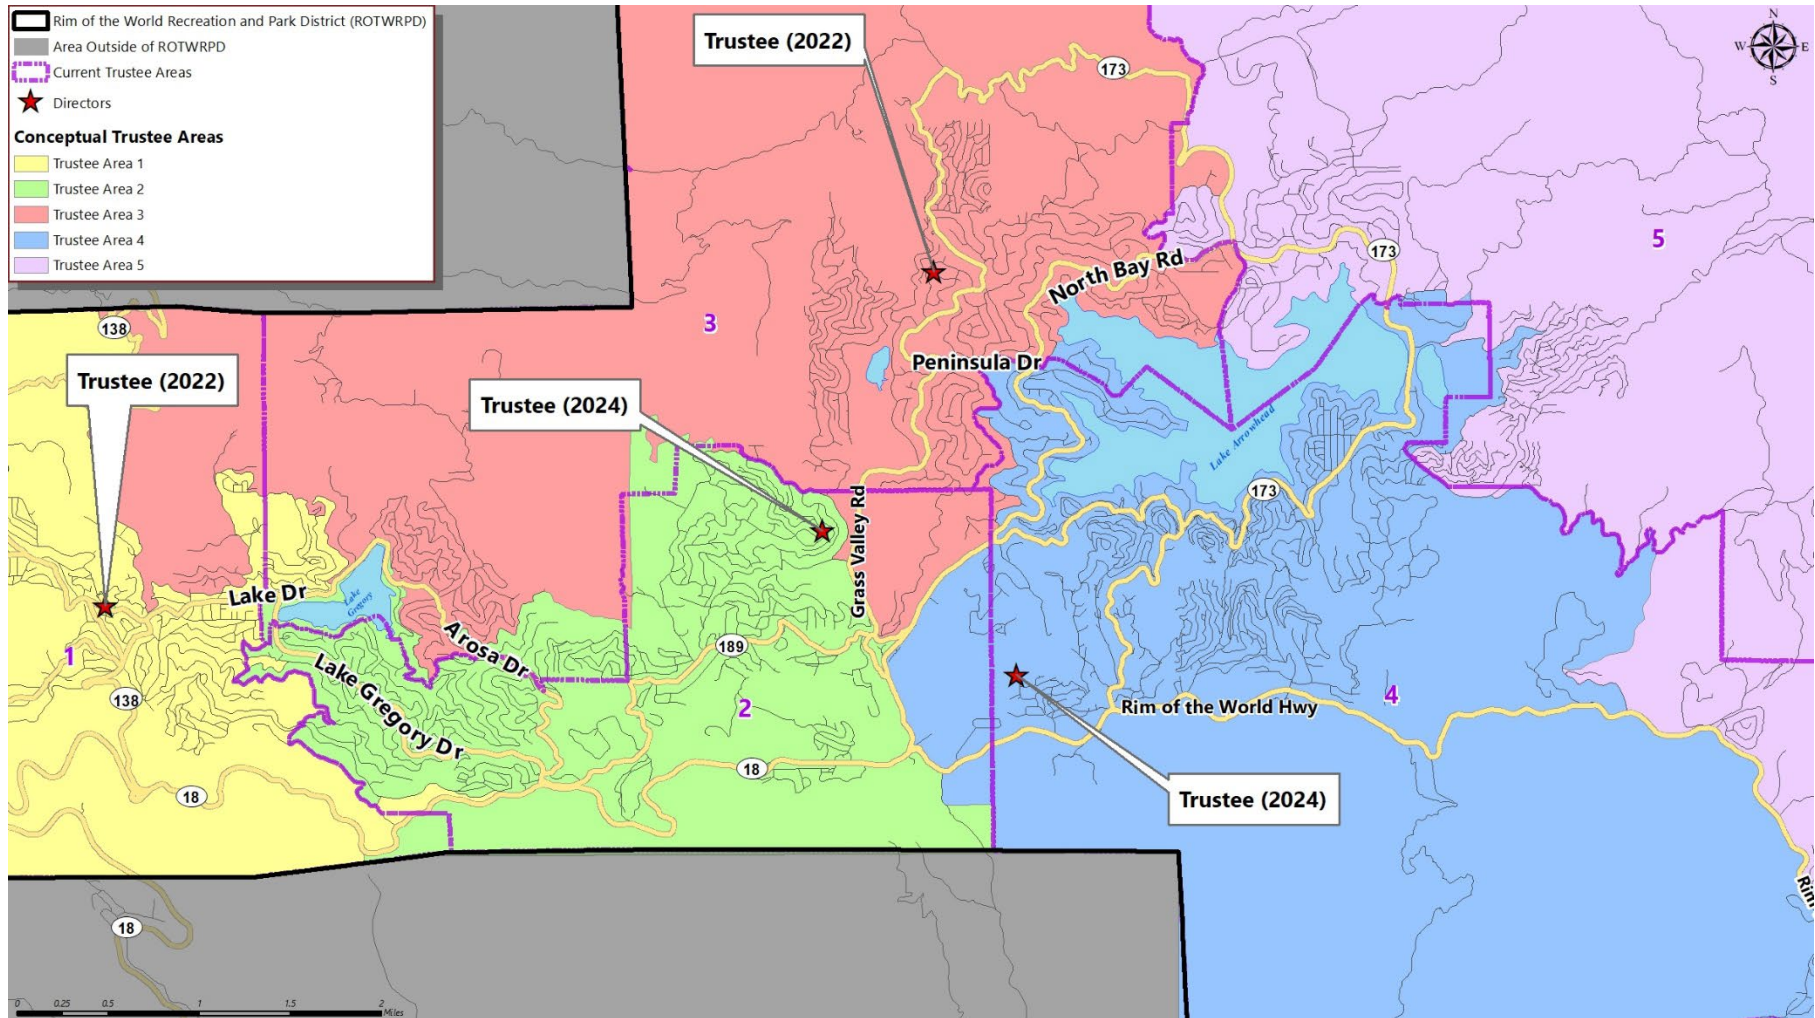 Rim of the World Recreation and Park District (ROTWRPD)
Area Outside of ROTWRPD
Current Trustee Areas
Directors
Conceptual Trustee Areas
Trustee Area 1
Trustee Area 2
Trustee Area 3
Trustee Area 4
Trustee Area 5
Trustee (2022)
N
W
E
S
173
173
5
North Bay Rd
3
138
Peninsula Dr
Trustee (2022)
Trustee (2024)
Lake Arrowhead
173
Grass Valley Rd
Lake Dr
Lake
Gregory
Arosa Dr
189
1
Lake Gregory Dr
138
2
4
Rim of the World Hwy
18
18
Trustee (2024)
Rim
18
0
0.25
0.5
1
1.5
2
Miles